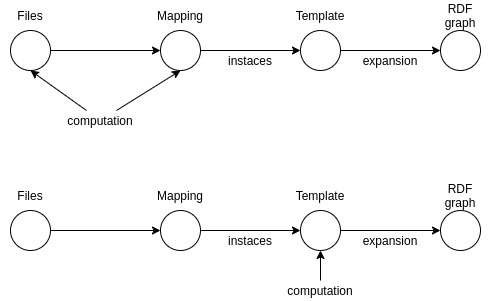 Files
Mapping
Template
RDF
graph
instaces
expansion
computation
Files
Mapping
Template
RDF
graph
instaces
expansion
computation